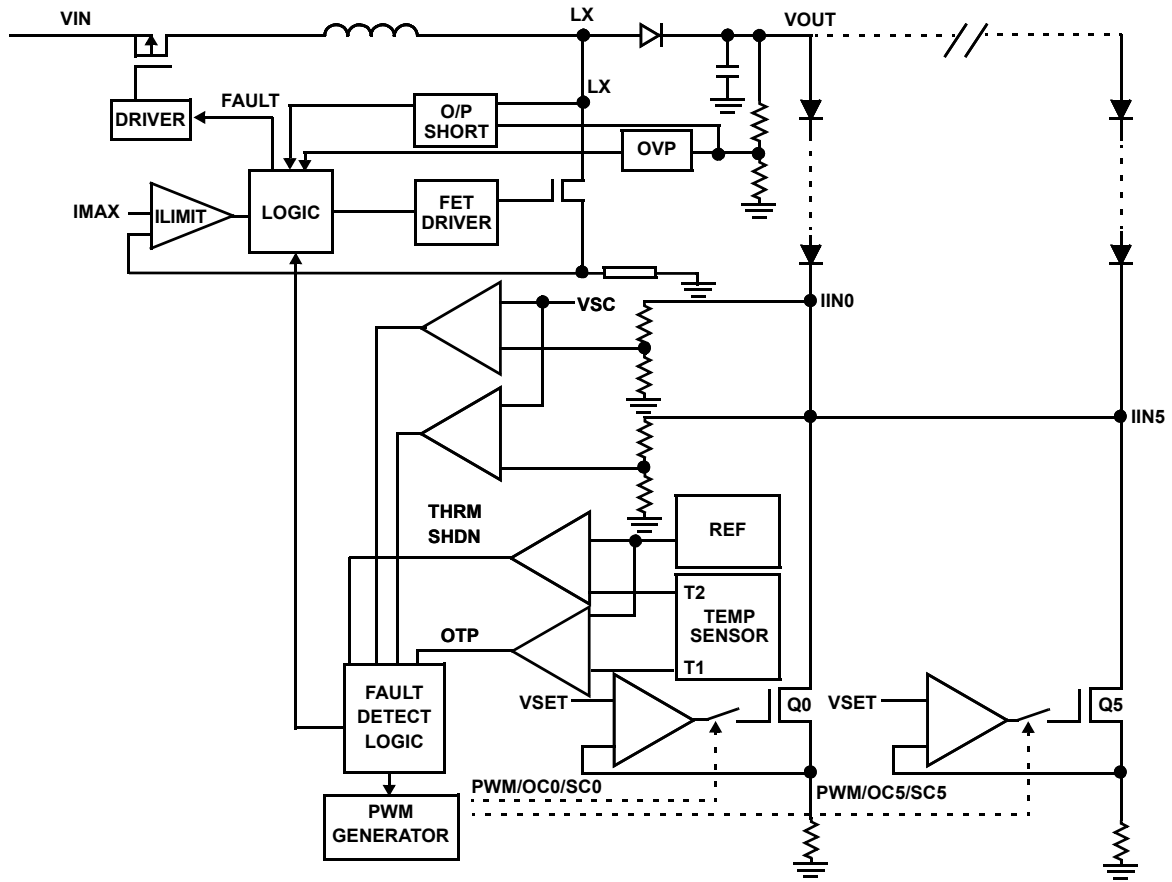 VIN
LX
VOUT
LX
FAULT
DRIVER
O/P
SHORT
OVP
IMAX
ILIMIT
LOGIC
FET
DRIVER
VSC
IIN0
IIN5
THRM
SHDN
REF
T2
TEMP
SENSOR
T1
OTP
FAULT
DETECT
LOGIC
VSET
Q0
VSET
Q5
PWM/OC0/SC0
PWM/OC5/SC5
PWM
GENERATOR